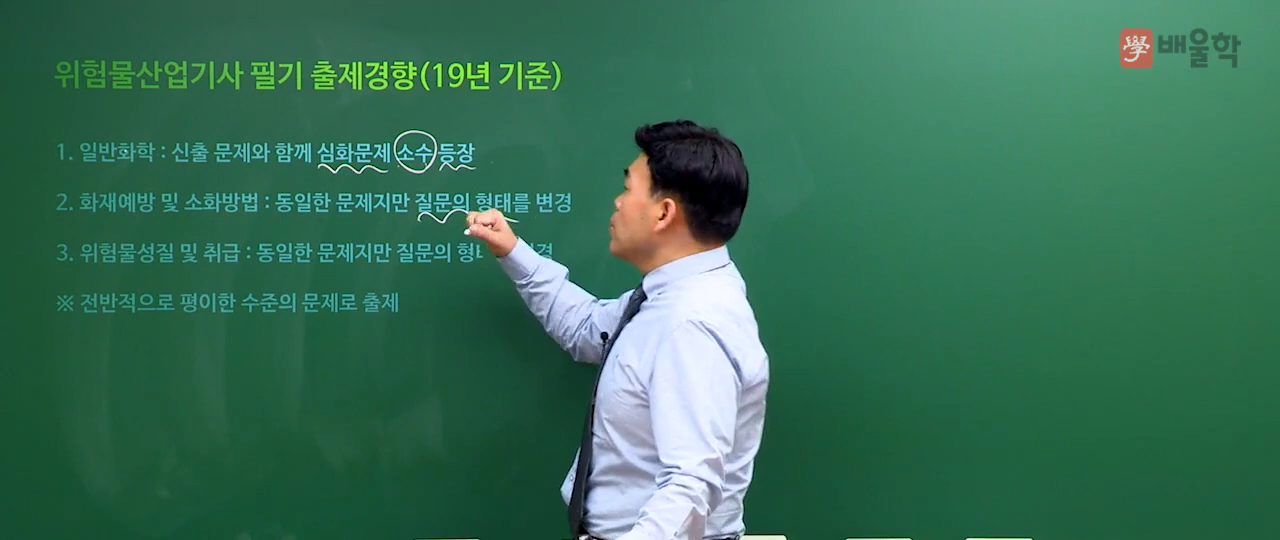 學 배울학
위험물산업기사 필기 출제경향(19년 기준)
1. 일반화학 : 신출 문제와 함께 심화문제 소수 등장
2. 화재예방 및 소화방법 : 동일한 문제지만 질문의 형태를 변경
3. 위험물성질 및 취급 : 동일한 문제지만 질문의
※ 전반적으로 평이한 수준의 문제로 출제